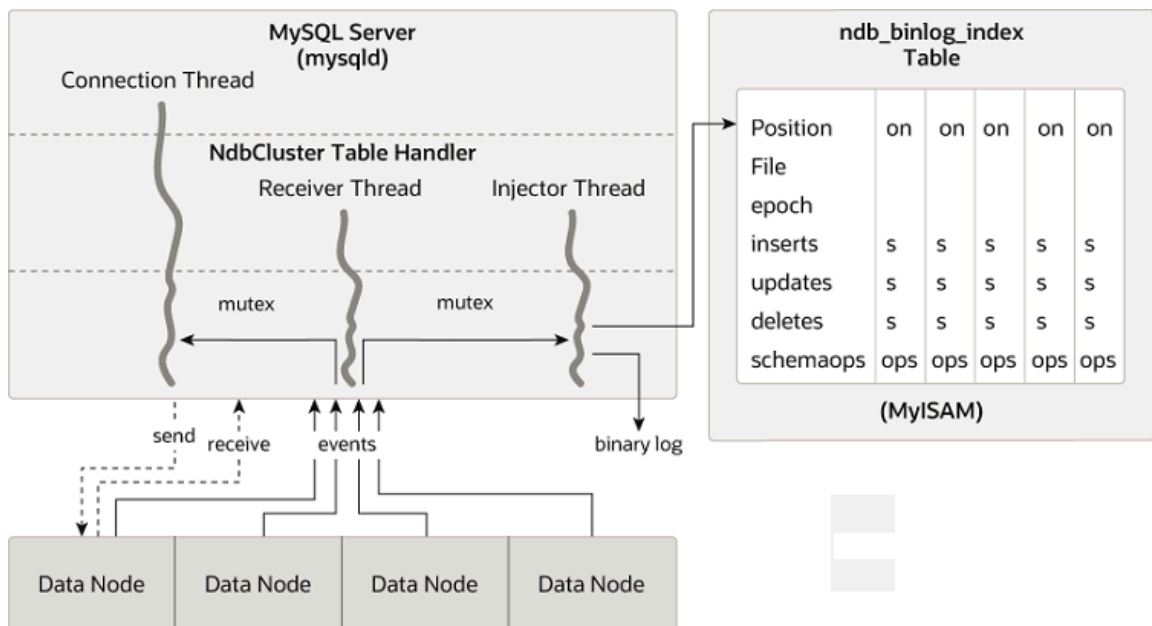 MySQL Server
(mysqld)
Connection Thread
NdbCluster Table Handler
Receiver Thread
Injector Thread
mutex
mutex
send
receive
events
binary log
Data Node
Data Node
Data Node
Data Node
ndb_binlog_index
Table
Position on on on on on
File
epoch
inserts s s s s s
updates s s s s s
deletes s s s s s
schemaops ops ops ops ops ops
(MyISAM)